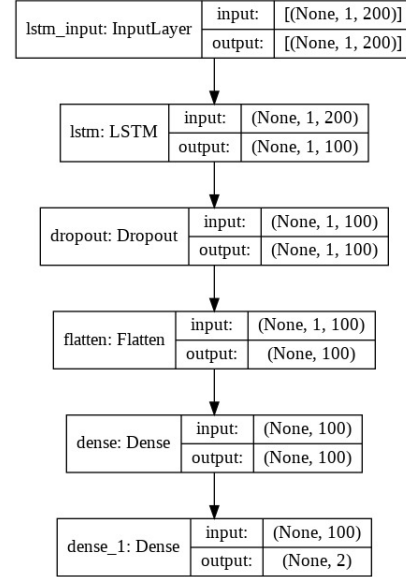 lstm_input: InputLayer
input: [(None, 1, 200)]
output: [(None, 1, 200)]
lstm: LSTM
input: (None, 1, 200)
output: (None, 1, 100)
dropout: Dropout
input: (None, 1, 100)
output: (None, 1, 100)
flatten: Flatten
input: (None, 1, 100)
output: (None, 100)
dense: Dense
input: (None, 100)
output: (None, 100)
dense_1: Dense
input: (None, 100)
output: (None, 2)